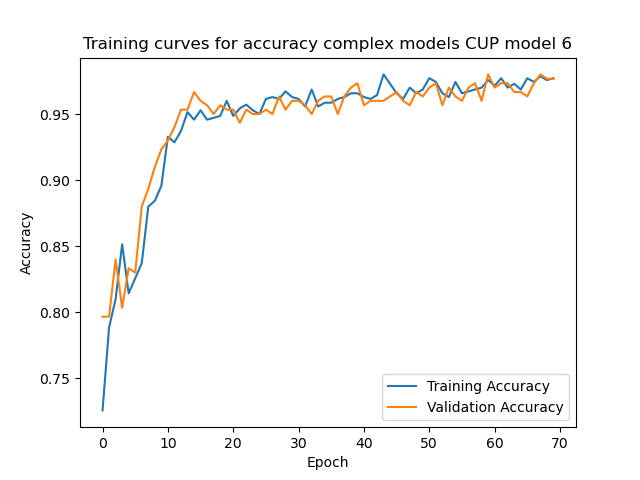 Training curves for accuracy complex models CUP model 6
Accuracy
0.95
0.90
0.85
0.80
0.75
0 10 20 30 40 50 60 70
Epoch
Training Accuracy
Validation Accuracy